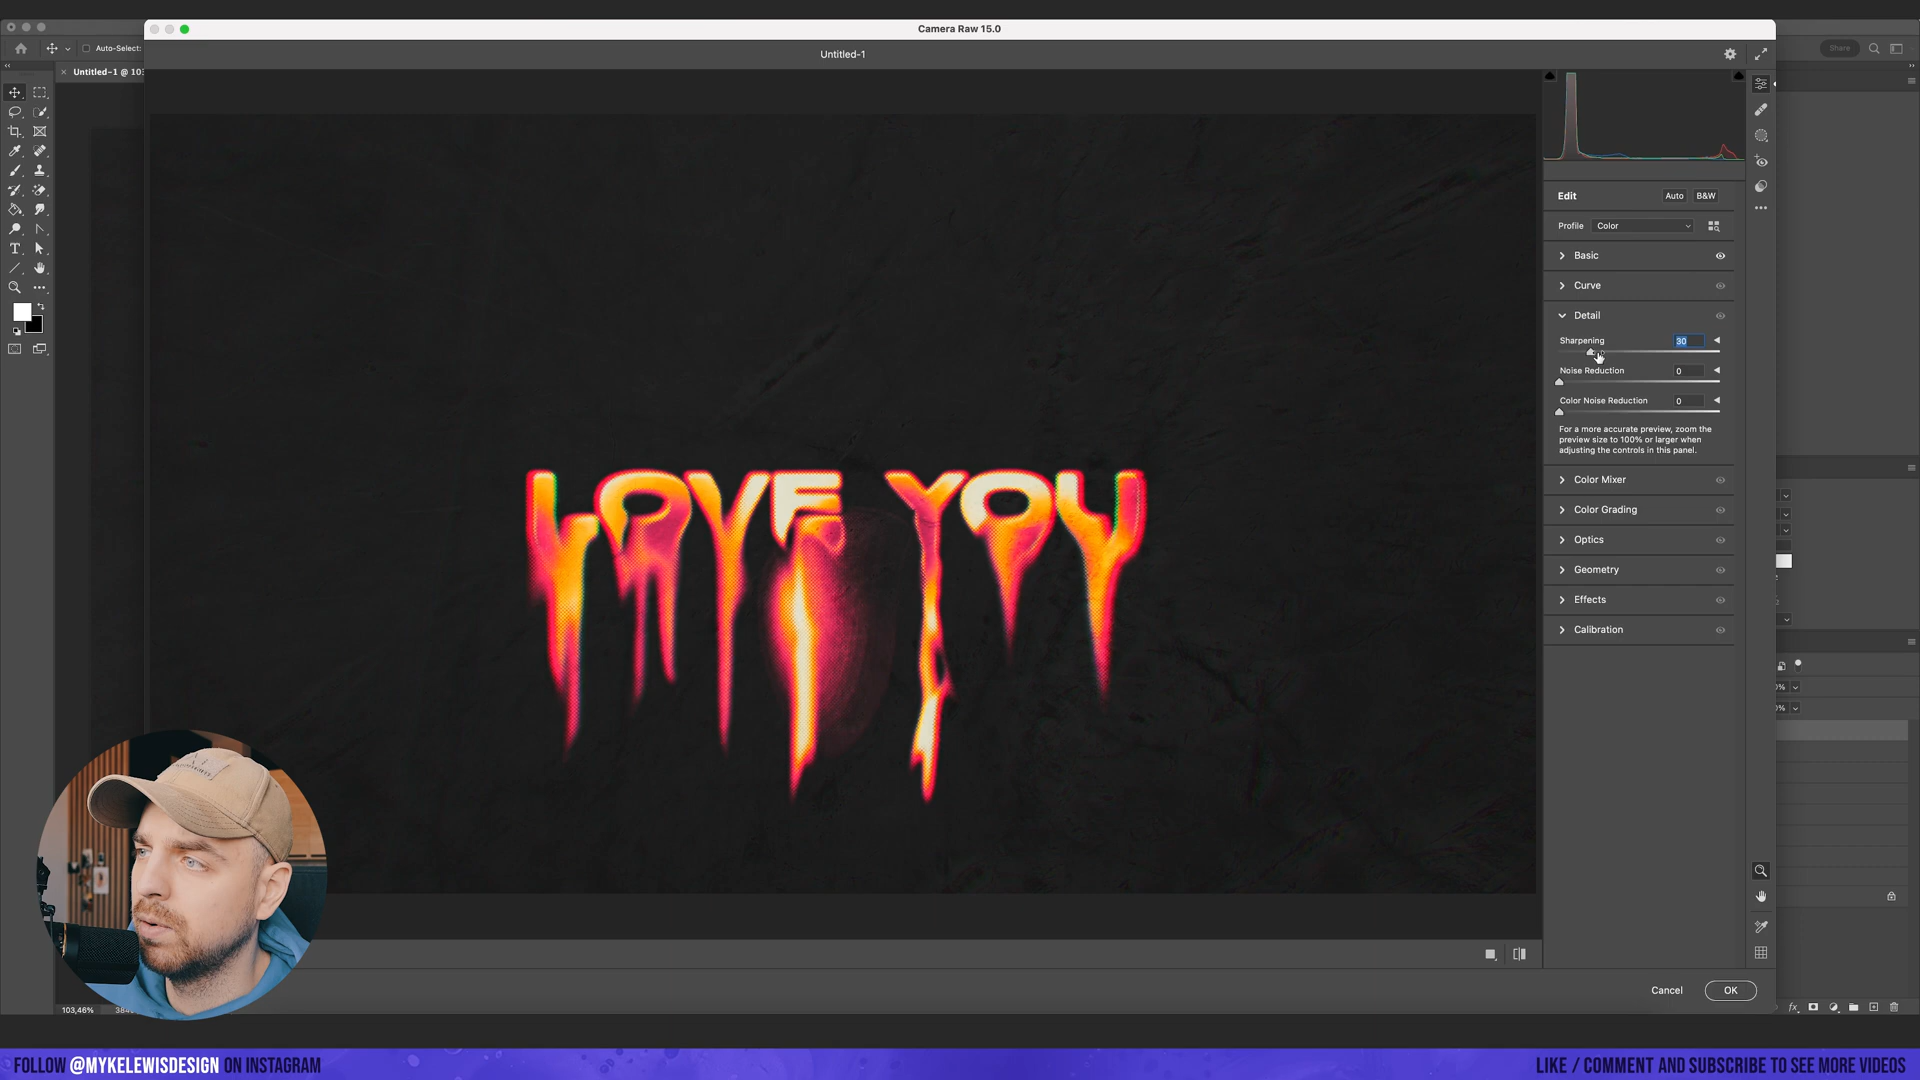 Camera Raw 15.0
Auto-Select:
Share
Untitled-1
Untitled-1 @ 103
Edit
Auto
B&W
Profile
Color
Basic
Curve
Detail
Sharpening
30
Noise Reduction
0
Color Noise Reduction
0
For a more accurate preview, zoom the
preview size to 100% or larger when
adjusting the controls in this panel.
LOVE YOU
Color Mixer
Color Grading
Optics
Geometry
Effects
Calibration
Cancel
OK
103,46%
FOLLOW @MYKELEWISDESIGN ON INSTAGRAM
LIKE / COMMENT AND SUBSCRIBE TO SEE MORE VIDEOS